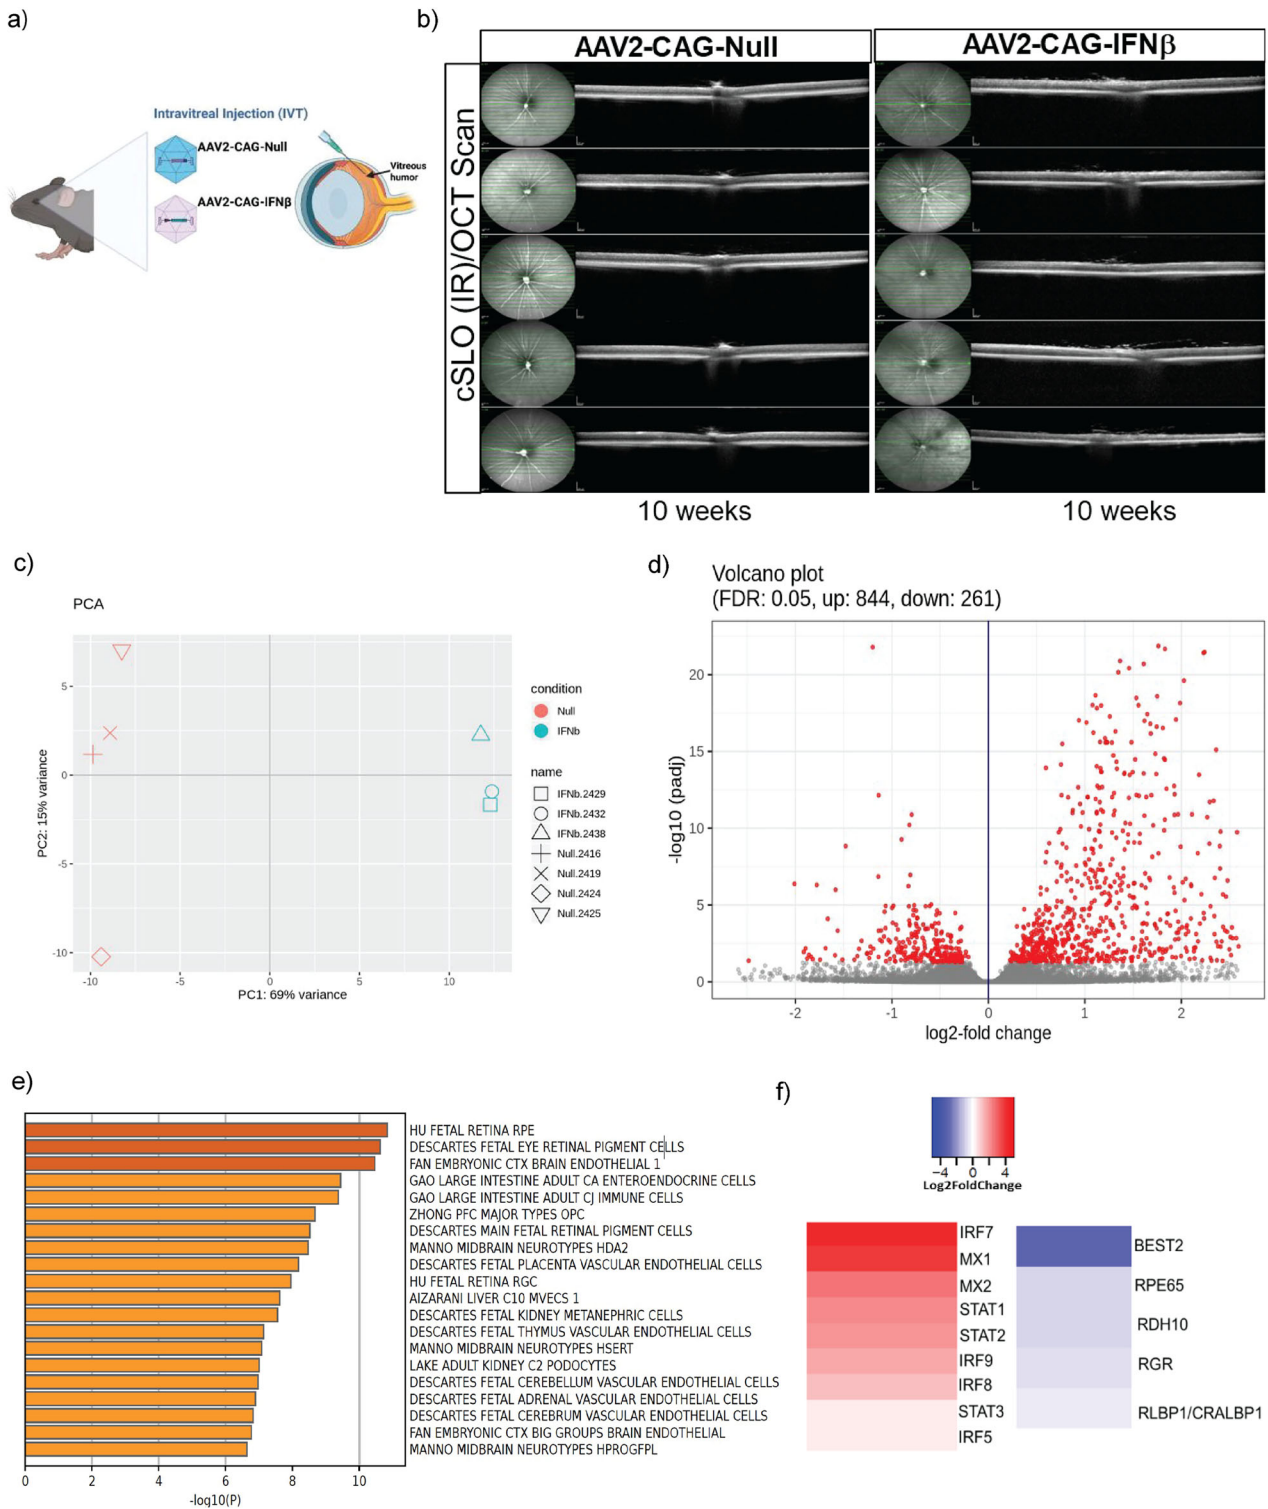 a)
Intravitreal Injection (IVT)
AAV2-CAG-Null
AAV2-CAG-IFNβ
Vitreous
humor
b)
AAV2-CAG-Null
AAV2-CAG-IFNβ
cSLO (IR)/OCT Scan
10 weeks
10 weeks
c)
PCA
5
0
-5
-10
PC2: 15% variance
-10
-5
0
5
10
PC1: 69% variance
condition
Null
IFNb
name
IFNb.2429
IFNb.2432
IFNb.2438
Null.2416
Null.2419
Null.2424
Null.2425
d)
Volcano plot
(FDR: 0.05, up: 844, down: 261)
20
15
10
5
0
-log10 (padj)
-2
-1
0
1
2
log2-fold change
e)
HU FETAL RETINA RPE
DESCARTES FETAL EYE RETINAL PIGMENT CELLS
FAN EMBRYONIC CTX BRAIN ENDOTHELIAL 1
GAO LARGE INTESTINE ADULT CA ENTEROENDOCRINE CELLS
GAO LARGE INTESTINE ADULT CJ IMMUNE CELLS
ZHONG PFC MAJOR TYPES OPC
DESCARTES MAIN FETAL RETINAL PIGMENT CELLS
MANNO MIDBRAIN NEUROTYPES HDA2
DESCARTES FETAL PLACENTA VASCULAR ENDOTHELIAL CELLS
HU FETAL RETINA RGC
AIZARANI LIVER C10 MVECS 1
DESCARTES FETAL KIDNEY METANEPHRIC CELLS
DESCARTES FETAL THYMUS VASCULAR ENDOTHELIAL CELLS
MANNO MIDBRAIN NEUROTYPES HSERT
LAKE ADULT KIDNEY C2 PODOCYTES
DESCARTES FETAL CEREBELLUM VASCULAR ENDOTHELIAL CELLS
DESCARTES FETAL ADRENAL VASCULAR ENDOTHELIAL CELLS
DESCARTES FETAL CEREBRUM VASCULAR ENDOTHELIAL CELLS
FAN EMBRYONIC CTX BIG GROUPS BRAIN ENDOTHELIAL
MANNO MIDBRAIN NEUROTYPES HPROGFPL
0
2
4
6
8
10
-log10(P)
f)
−4
0
4
Log2FoldChange
IRF7
MX1
MX2
STAT1
STAT2
IRF9
IRF8
STAT3
IRF5
BEST2
RPE65
RDH10
RGR
RLBP1/CRALBP1